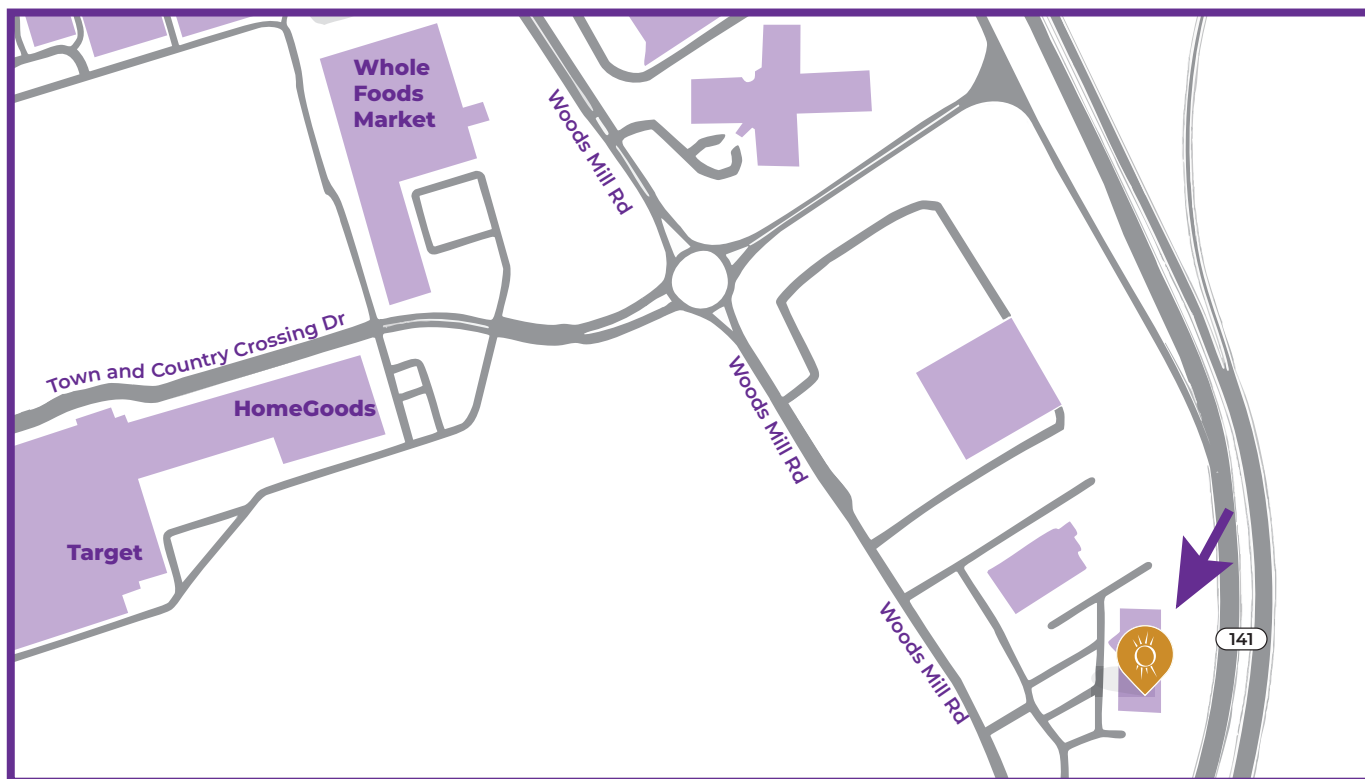 Whole
Foods
Market
Woods Mill Rd
Town and Country Crossing Dr
HomeGoods
Woods Mill Rd
Target
Woods Mill Rd
141